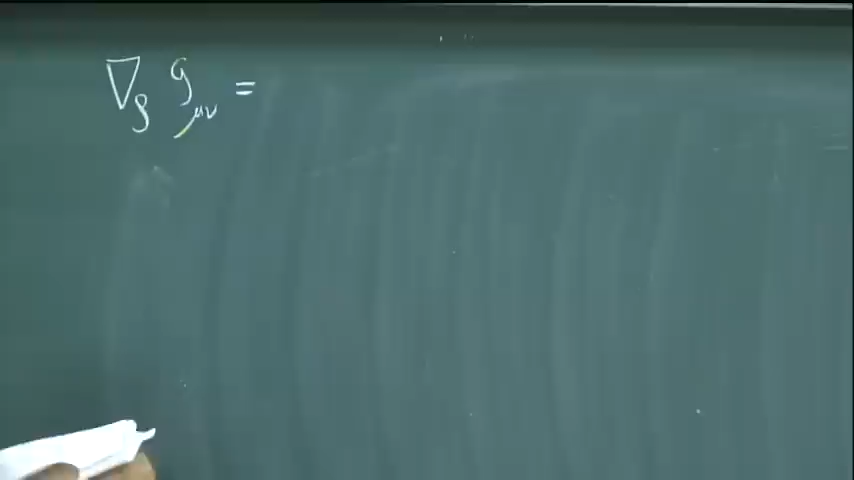 ∇_ρ g_μν =